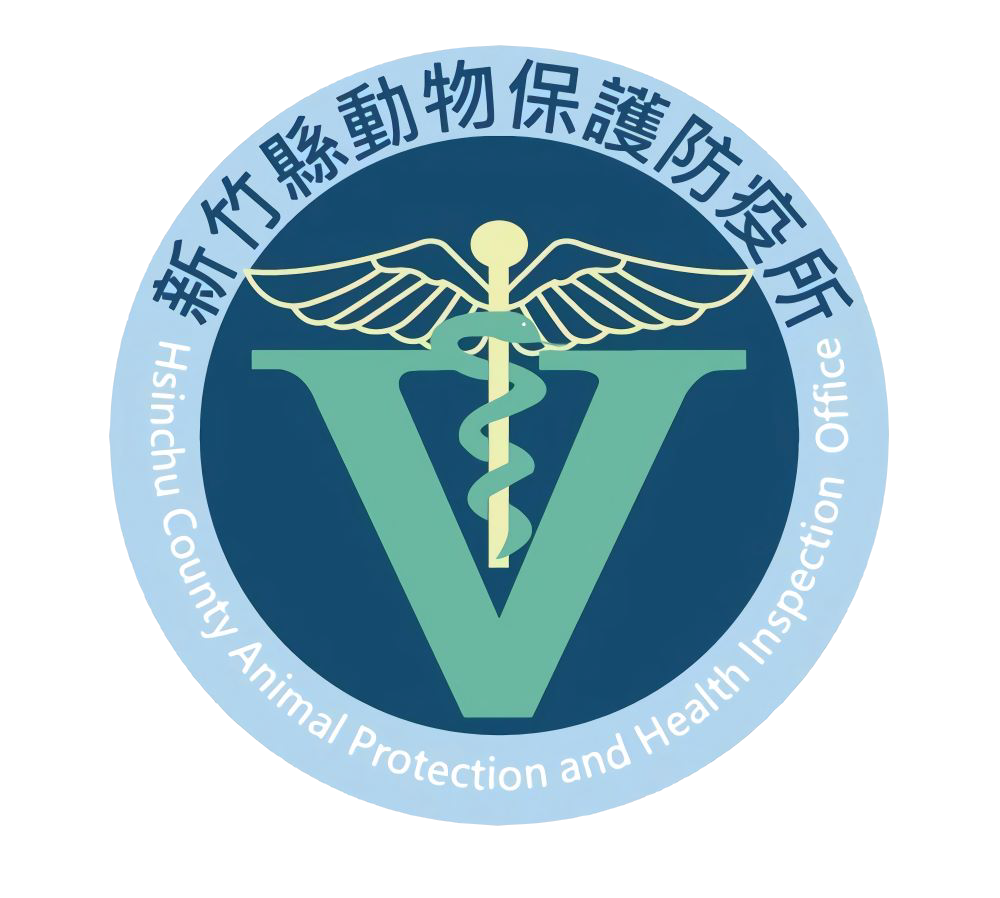 新竹縣動物保護防疫所
V
Hsinchu County Animal Protection and Health Inspection Office